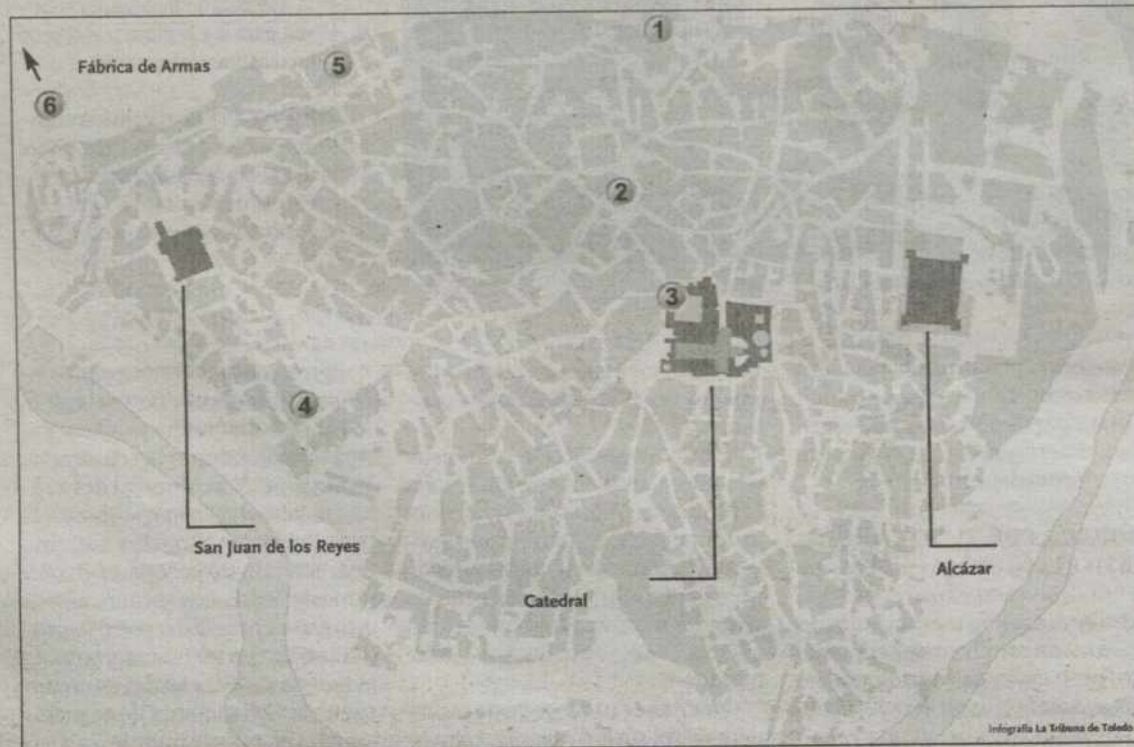 1
Fábrica de Armas
5
6
2
3
4
San Juan de los Reyes
Catedral
Alcázar
Infografía La Tribuna de Toledo